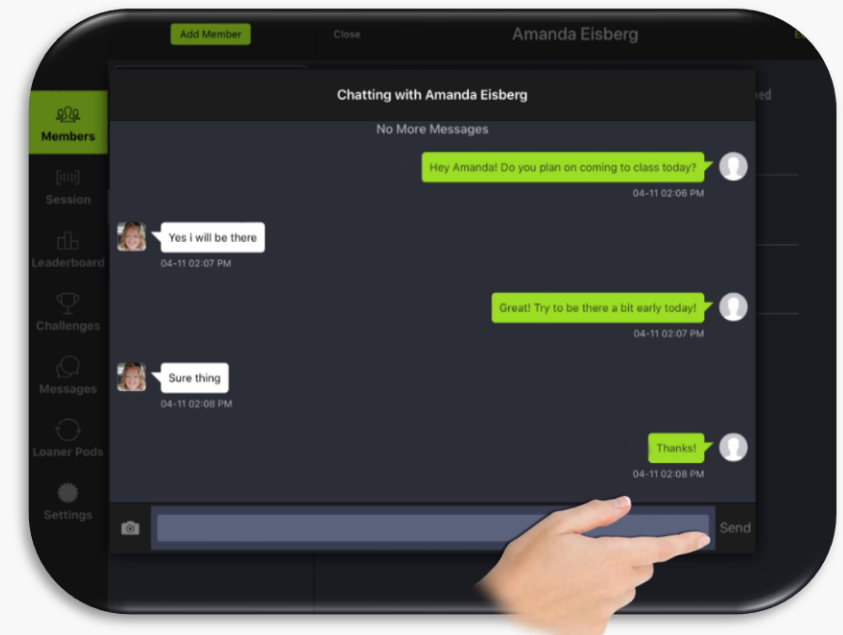 Add Member
Close
Amanda Eisberg
Chatting with Amanda Eisberg
No More Messages
Members
Session
Leaderboard
Challenges
Messages
Loaner Pods
Settings
Hey Amanda! Do you plan on coming to class today?
04-11 02:06 PM
Yes i will be there
04-11 02:07 PM
Great! Try to be there a bit early today!
04-11 02:07 PM
Sure thing
04-11 02:08 PM
Thanks!
04-11 02:08 PM
Send